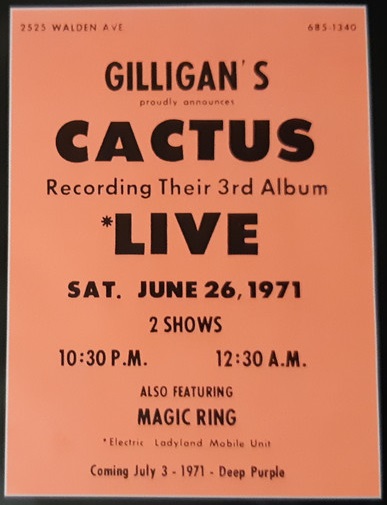 2525 WALDEN AVE
685-1340
GILLIGAN'S
proudly announces
CACTUS
Recording Their 3rd Album
*LIVE
SAT. JUNE 26, 1971
2 SHOWS
10:30 P.M. 12:30 A.M.
ALSO FEATURING
MAGIC RING
*Electric Ladyland Mobile Unit
Coming July 3 - 1971 - Deep Purple